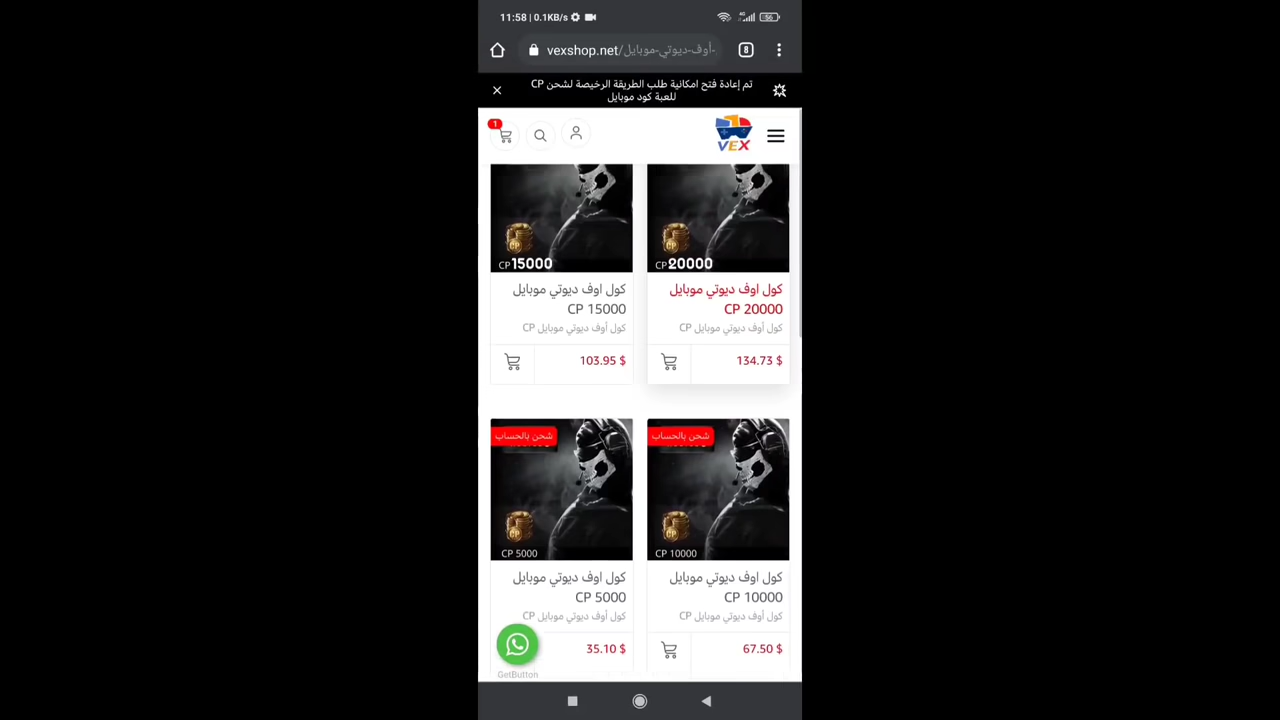 11:58 | 0.1KB/s
4G
56
vexshop.net/أوف-ديوتي-موبايل-
8
تم إعادة فتح امكانية طلب الطريقة الرخيصة لشحن CP
للعبة كود موبايل
1
VEX
CP 20000
CP 15000
كول اوف ديوتي موبايل
CP 20000
كول أوف ديوتي موبايل CP
134.73 $
كول اوف ديوتي موبايل
CP 15000
كول أوف ديوتي موبايل CP
103.95 $
شحن بالحساب
CP 10000
شحن بالحساب
CP 5000
كول اوف ديوتي موبايل
CP 10000
كول أوف ديوتي موبايل CP
67.50 $
كول اوف ديوتي موبايل
CP 5000
كول أوف ديوتي موبايل CP
35.10 $
GetButton